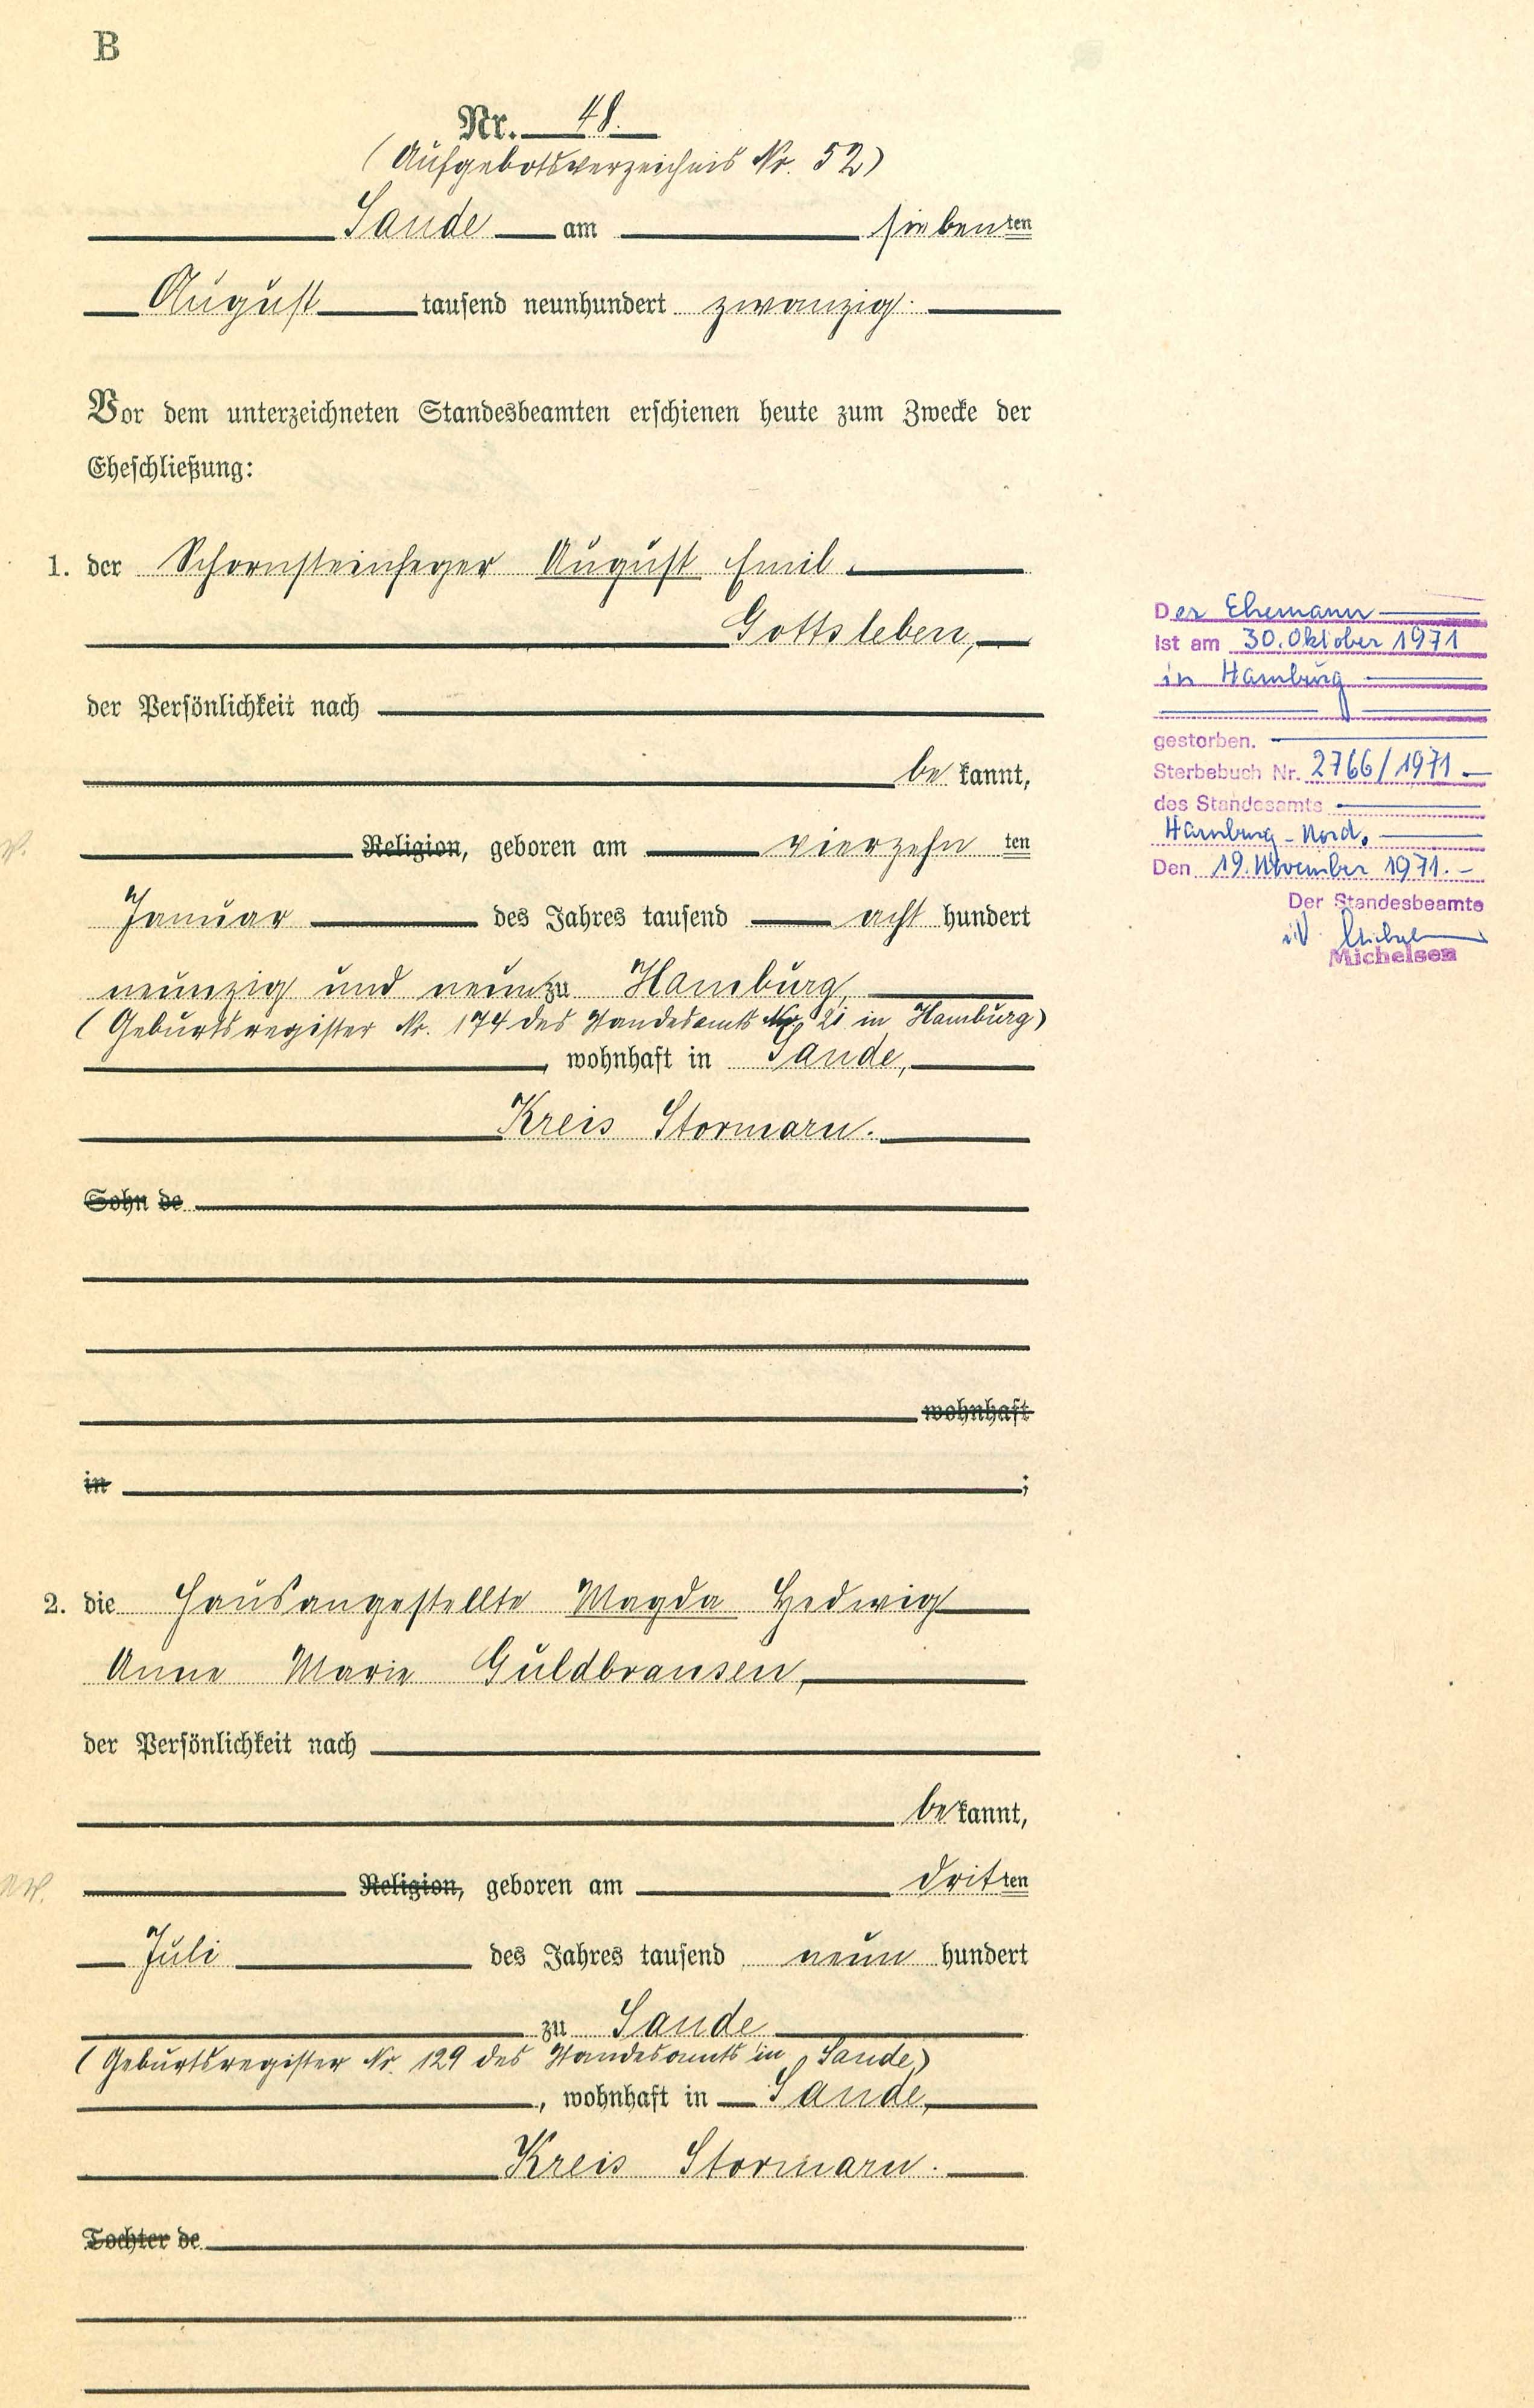 B
Nr. 48.
(Aufgebotsverzeichnis Nr. 52)
Sande am siebenten
August tausend neunhundert zwanzig.
Vor dem unterzeichneten Standesbeamten erschienen heute zum Zwecke der
Eheschließung:
1. der Schornsteinfeger August Emil
Gottsleben,
der Persönlichkeit nach
bekannt,
Religion, geboren am vierzehnten
Januar des Jahres tausend achthundert
neunzig und neun zu Hamburg,
(Geburtsregister Nr. 174 des Standesamts 21 in Hamburg)
, wohnhaft in Sande,
Kreis Stormarn.
Sohn de
wohnhaft
in ;
2. die Hausangestellte Magda Hedwig
Anne Marie Guldbransen,
der Persönlichkeit nach
bekannt,
Religion, geboren am dritten
Juli des Jahres tausend neunhundert
zu Sande
(Geburtsregister Nr. 129 des Standesamts in Sande)
, wohnhaft in Sande,
Kreis Stormarn.
Tochter de
Der Ehemann
ist am 30. Oktober 1971
in Hamburg
gestorben.
Sterbebuch Nr. 2766/1971
des Standesamts
Hamburg-Nord.
Den 19. November 1971.
Der Standesbeamte
Michelsen